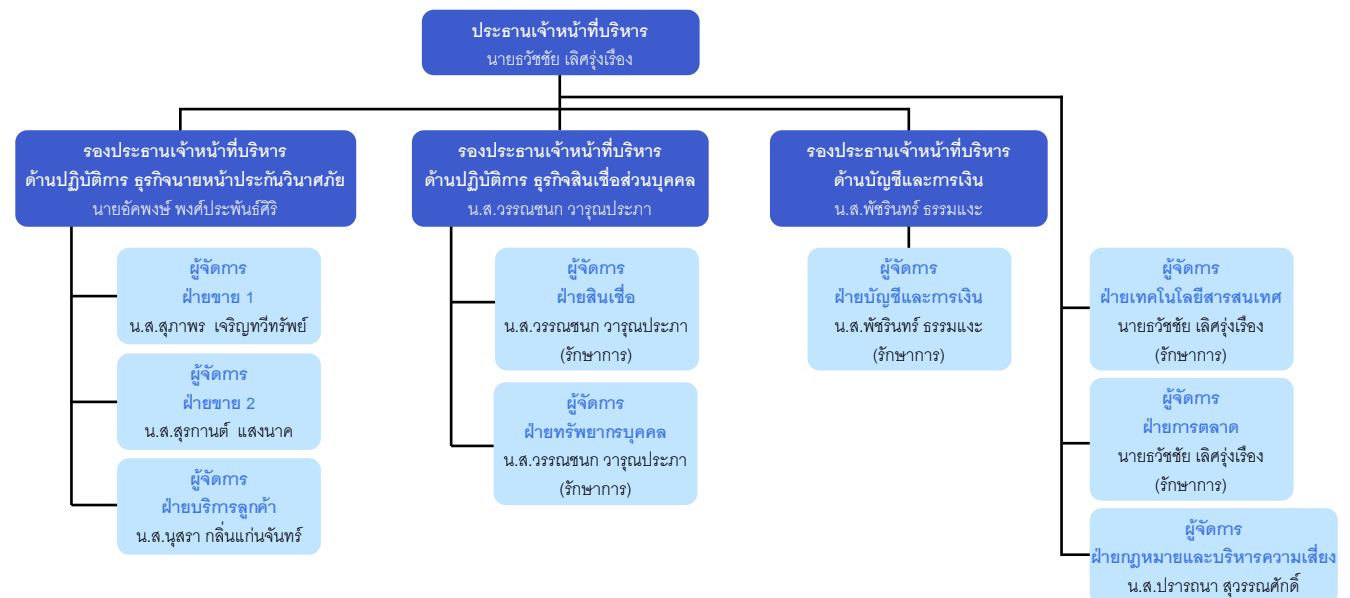 ประธานเจ้าหน้าที่บริหาร
นายธวัชชัย เลิศรุ่งเรือง
รองประธานเจ้าหน้าที่บริหาร
ด้านปฏิบัติการ ธุรกิจนายหน้าประกันวินาศภัย
นายอัคพงษ์ พงศ์ประพันธ์ศิริ
รองประธานเจ้าหน้าที่บริหาร
ด้านปฏิบัติการ ธุรกิจสินเชื่อส่วนบุคคล
น.ส.วรรณชนก วารุณประภา
รองประธานเจ้าหน้าที่บริหาร
ด้านบัญชีและการเงิน
น.ส.พัชรินทร์ ธรรมแงะ
ผู้จัดการ
ฝ่ายขาย 1
น.ส.สุภาพร เจริญทวีทรัพย์
ผู้จัดการ
ฝ่ายขาย 2
น.ส.สุรกานต์ แสงนาค
ผู้จัดการ
ฝ่ายบริการลูกค้า
น.ส.นุสรา กลิ่นแก่นจันทร์
ผู้จัดการ
ฝ่ายสินเชื่อ
น.ส.วรรณชนก วารุณประภา
(รักษาการ)
ผู้จัดการ
ฝ่ายทรัพยากรบุคคล
น.ส.วรรณชนก วารุณประภา
(รักษาการ)
ผู้จัดการ
ฝ่ายบัญชีและการเงิน
น.ส.พัชรินทร์ ธรรมแงะ
(รักษาการ)
ผู้จัดการ
ฝ่ายเทคโนโลยีสารสนเทศ
นายธวัชชัย เลิศรุ่งเรือง
(รักษาการ)
ผู้จัดการ
ฝ่ายการตลาด
นายธวัชชัย เลิศรุ่งเรือง
(รักษาการ)
ผู้จัดการ
ฝ่ายกฎหมายและบริหารความเสี่ยง
น.ส.ปรารถนา สุวรรณศักดิ์